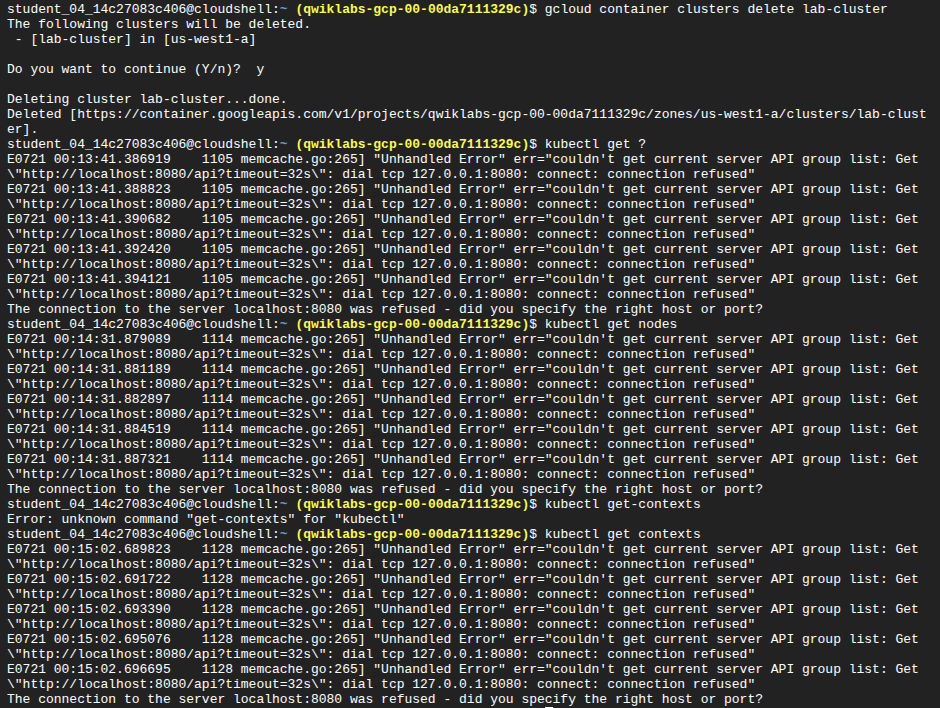 student_04_14c27083c406@cloudshell:~ (qwiklabs-gcp-00-00da7111329c)$ gcloud container clusters delete lab-cluster
The following clusters will be deleted.
 - [lab-cluster] in [us-west1-a]

Do you want to continue (Y/n)?  y

Deleting cluster lab-cluster...done.
Deleted [https://container.googleapis.com/v1/projects/qwiklabs-gcp-00-00da7111329c/zones/us-west1-a/clusters/lab-clust
er].
student_04_14c27083c406@cloudshell:~ (qwiklabs-gcp-00-00da7111329c)$ kubectl get ?
E0721 00:13:41.386919    1105 memcache.go:265] "Unhandled Error" err="couldn't get current server API group list: Get
\"http://localhost:8080/api?timeout=32s\": dial tcp 127.0.0.1:8080: connect: connection refused"
E0721 00:13:41.388823    1105 memcache.go:265] "Unhandled Error" err="couldn't get current server API group list: Get
\"http://localhost:8080/api?timeout=32s\": dial tcp 127.0.0.1:8080: connect: connection refused"
E0721 00:13:41.390682    1105 memcache.go:265] "Unhandled Error" err="couldn't get current server API group list: Get
\"http://localhost:8080/api?timeout=32s\": dial tcp 127.0.0.1:8080: connect: connection refused"
E0721 00:13:41.392420    1105 memcache.go:265] "Unhandled Error" err="couldn't get current server API group list: Get
\"http://localhost:8080/api?timeout=32s\": dial tcp 127.0.0.1:8080: connect: connection refused"
E0721 00:13:41.394121    1105 memcache.go:265] "Unhandled Error" err="couldn't get current server API group list: Get
\"http://localhost:8080/api?timeout=32s\": dial tcp 127.0.0.1:8080: connect: connection refused"
The connection to the server localhost:8080 was refused - did you specify the right host or port?
student_04_14c27083c406@cloudshell:~ (qwiklabs-gcp-00-00da7111329c)$ kubectl get nodes
E0721 00:14:31.879089    1114 memcache.go:265] "Unhandled Error" err="couldn't get current server API group list: Get
\"http://localhost:8080/api?timeout=32s\": dial tcp 127.0.0.1:8080: connect: connection refused"
E0721 00:14:31.881189    1114 memcache.go:265] "Unhandled Error" err="couldn't get current server API group list: Get
\"http://localhost:8080/api?timeout=32s\": dial tcp 127.0.0.1:8080: connect: connection refused"
E0721 00:14:31.882897    1114 memcache.go:265] "Unhandled Error" err="couldn't get current server API group list: Get
\"http://localhost:8080/api?timeout=32s\": dial tcp 127.0.0.1:8080: connect: connection refused"
E0721 00:14:31.884519    1114 memcache.go:265] "Unhandled Error" err="couldn't get current server API group list: Get
\"http://localhost:8080/api?timeout=32s\": dial tcp 127.0.0.1:8080: connect: connection refused"
E0721 00:14:31.887321    1114 memcache.go:265] "Unhandled Error" err="couldn't get current server API group list: Get
\"http://localhost:8080/api?timeout=32s\": dial tcp 127.0.0.1:8080: connect: connection refused"
The connection to the server localhost:8080 was refused - did you specify the right host or port?
student_04_14c27083c406@cloudshell:~ (qwiklabs-gcp-00-00da7111329c)$ kubectl get-contexts
Error: unknown command "get-contexts" for "kubectl"
student_04_14c27083c406@cloudshell:~ (qwiklabs-gcp-00-00da7111329c)$ kubectl get contexts
E0721 00:15:02.689823    1128 memcache.go:265] "Unhandled Error" err="couldn't get current server API group list: Get
\"http://localhost:8080/api?timeout=32s\": dial tcp 127.0.0.1:8080: connect: connection refused"
E0721 00:15:02.691722    1128 memcache.go:265] "Unhandled Error" err="couldn't get current server API group list: Get
\"http://localhost:8080/api?timeout=32s\": dial tcp 127.0.0.1:8080: connect: connection refused"
E0721 00:15:02.693390    1128 memcache.go:265] "Unhandled Error" err="couldn't get current server API group list: Get
\"http://localhost:8080/api?timeout=32s\": dial tcp 127.0.0.1:8080: connect: connection refused"
E0721 00:15:02.695076    1128 memcache.go:265] "Unhandled Error" err="couldn't get current server API group list: Get
\"http://localhost:8080/api?timeout=32s\": dial tcp 127.0.0.1:8080: connect: connection refused"
E0721 00:15:02.696695    1128 memcache.go:265] "Unhandled Error" err="couldn't get current server API group list: Get
\"http://localhost:8080/api?timeout=32s\": dial tcp 127.0.0.1:8080: connect: connection refused"
The connection to the server localhost:8080 was refused - did you specify the right host or port?